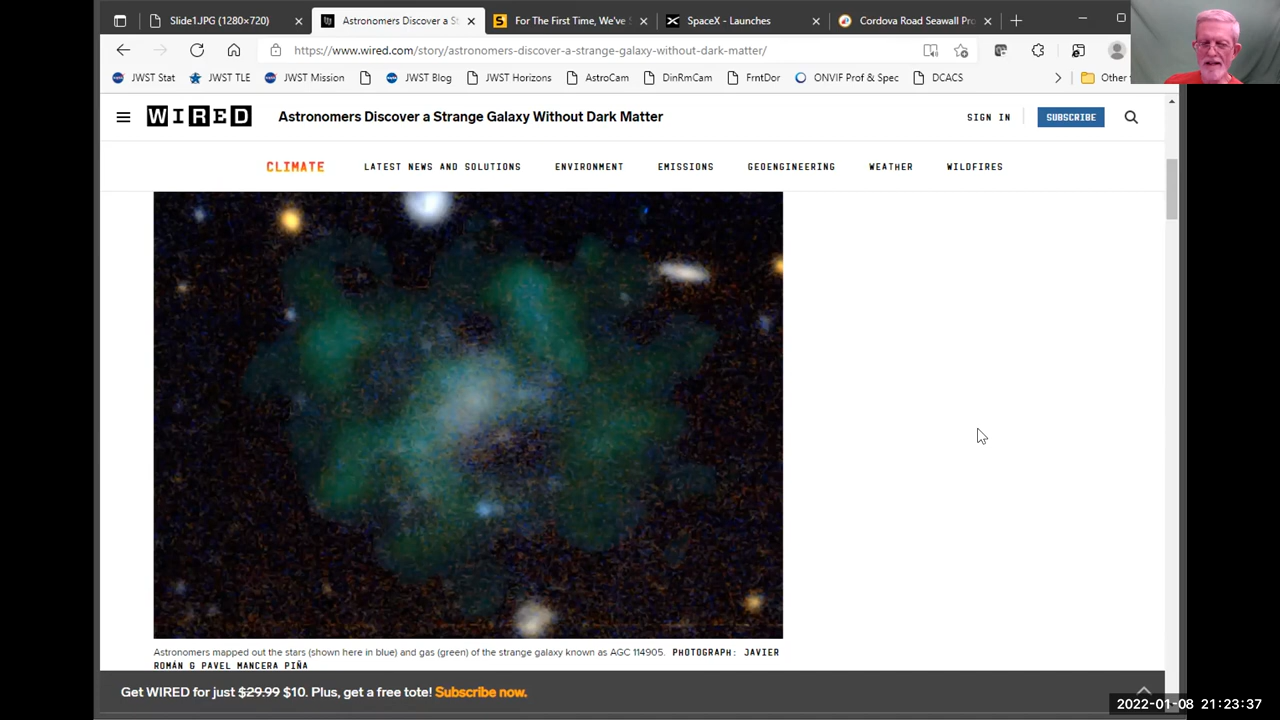 Slide1JPG (1280×720)
Astronomers Discover a S
For The First Time, We've
SpaceX - Launches
Cordova Road Seawall Pro
https://www.wired.com/story/astronomers-discover-a-strange-galaxy-without-dark-matter/
JWST Stat
JWST TLE
JWST Mission
JWST Blog
JWST Horizons
AstroCam
DinRmCam
FrntDor
ONVIF Prof & Spec
DCACS
Other
WIRED
Astronomers Discover a Strange Galaxy Without Dark Matter
SIGN IN
SUBSCRIBE
CLIMATE
LATEST NEWS AND SOLUTIONS
ENVIRONMENT
EMISSIONS
GEOENGINEERING
WEATHER
WILDFIRES
Astronomers mapped out the stars (shown here in blue) and gas (green) of the strange galaxy known as AGC 114905. PHOTOGRAPH: JAVIER
ROMÁN & PAVEL MANCERA PIÑA
Get WIRED for just $29.99 $10. Plus, get a free tote! Subscribe now.
2022-01-08 21:23:37